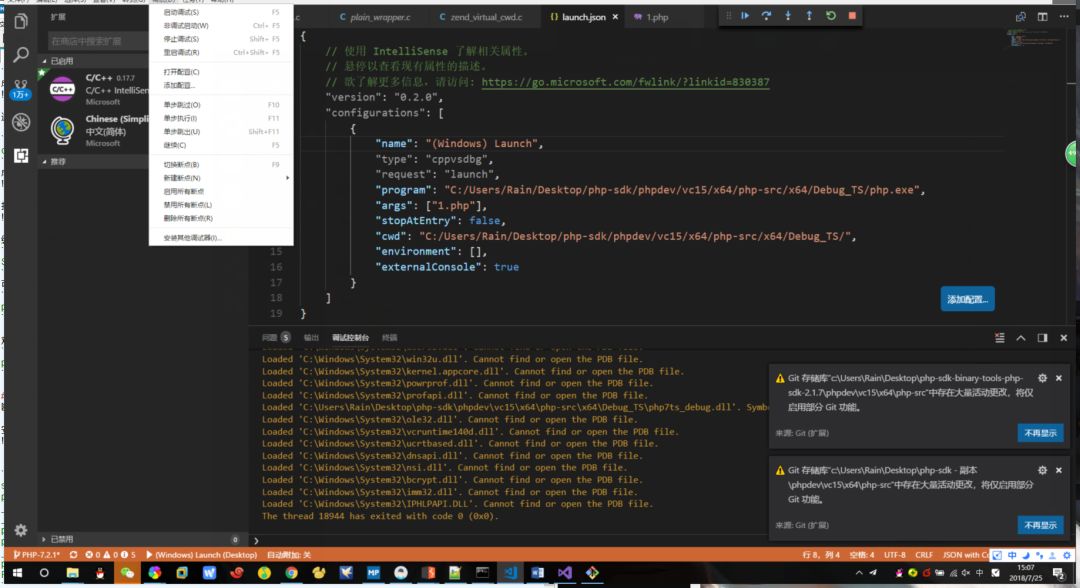 plain_wrapper.c
zend_virtual_cwd.c
launch.json
1.php
扩展
在商店中搜索扩展
已启用
C/C++ 0.17.7
C/C++ IntelliSen
Microsoft
Chinese (Simpli
中文(简体)
Microsoft
推荐
启动调试(S) F5
非调试启动(W) Ctrl+ F5
停止调试(S) Shift+ F5
重启调试(R) Ctrl+Shift+ F5
打开配置(C)
添加配置...
单步跳过(O) F10
单步执行(I) F11
单步跳出(U) Shift+F11
继续(C) F5
切换断点(B) F9
新建断点(N)
启用所有断点
禁用所有断点(L)
删除所有断点(R)
安装其他调试器(I)...
{
// 使用 IntelliSense 了解相关属性。
// 悬停以查看现有属性的描述。
// 欲了解更多信息，请访问: https://go.microsoft.com/fwlink/?linkid=830387
"version": "0.2.0",
"configurations": [
{
"name": "(Windows) Launch",
"type": "cppvsdbg",
"request": "launch",
"program": "C:/Users/Rain/Desktop/php-sdk/phpdev/vc15/x64/php-src/x64/Debug_TS/php.exe",
"args": ["1.php"],
"stopAtEntry": false,
"cwd": "C:/Users/Rain/Desktop/php-sdk/phpdev/vc15/x64/php-src/x64/Debug_TS/",
15 "environment": [],
16 "externalConsole": true
17 }
18 ]
19 }
添加配置...
问题 5 输出 调试控制台 终端
Loaded 'C:\Windows\System32\win32u.dll'. Cannot find or open the PDB file.
Loaded 'C:\Windows\System32\kernel.appcore.dll'. Cannot find or open the PDB file.
Loaded 'C:\Windows\System32\powrprof.dll'. Cannot find or open the PDB file.
Loaded 'C:\Windows\System32\profapi.dll'. Cannot find or open the PDB file.
Loaded 'C:\Users\Rain\Desktop\php-sdk\phpdev\vc15\x64\php-src\x64\Debug_TS\php7ts_debug.dll'. Symb
Loaded 'C:\Windows\System32\ole32.dll'. Cannot find or open the PDB file.
Loaded 'C:\Windows\System32\vcruntime140d.dll'. Cannot find or open the PDB file.
Loaded 'C:\Windows\System32\ucrtbased.dll'. Cannot find or open the PDB file.
Loaded 'C:\Windows\System32\dnsapi.dll'. Cannot find or open the PDB file.
Loaded 'C:\Windows\System32\nsi.dll'. Cannot find or open the PDB file.
Loaded 'C:\Windows\System32\bcrypt.dll'. Cannot find or open the PDB file.
Loaded 'C:\Windows\System32\imm32.dll'. Cannot find or open the PDB file.
Loaded 'C:\Windows\System32\IPHLPAPI.DLL'. Cannot find or open the PDB file.
The thread 18944 has exited with code 0 (0x0).
Git 存储库"c:\Users\Rain\Desktop\php-sdk-binary-tools-php-
sdk-2.1.7\phpdev\vc15\x64\php-src"中存在大量活动更改，将仅
启用部分 Git 功能。
来源: Git (扩展)
不再显示
Git 存储库"c:\Users\Rain\Desktop\php-sdk - 副本
\phpdev\vc15\x64\php-src"中存在大量活动更改，将仅启用部分
Git 功能。
来源: Git (扩展)
不再显示
已禁用 0
PHP-7.2.1* 0 0 5 (Windows) Launch (Desktop) 自动附加: 关
行 8，列 4 空格: 4 UTF-8 CRLF JSON with Co
15:07
2018/7/25